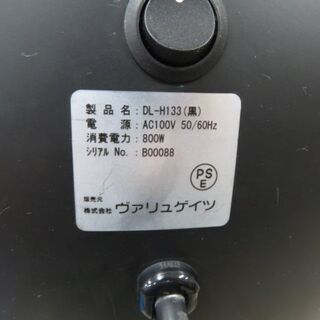 製品名:DL-H133(黒)
電源:AC100V 50/60Hz
消費電力:800W
シリアル No.:B00088
PS
E
販売元
株式会社 ヴァリュゲイツ